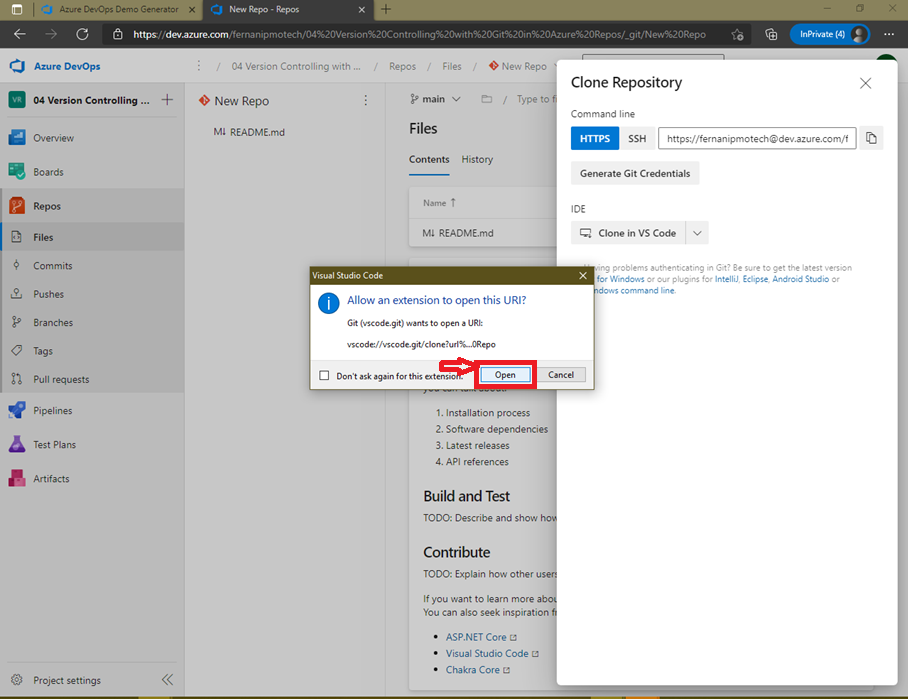 Azure DevOps Demo Generator
New Repo - Repos
https://dev.azure.com/fernanipmotech/04%20Version%20Controlling%20with%20Git%20in%20Azure%20Repos/_git/New%20Repo
InPrivate (4)
Azure DevOps
/ 04 Version Controlling with ... / Repos / Files / New Repo
VR
04 Version Controlling ...
Overview
Boards
Repos
Files
Commits
Pushes
Branches
Tags
Pull requests
Pipelines
Test Plans
Artifacts
Project settings
New Repo
M↓ README.md
main
/ Type to fi
Files
Contents
History
Name ↑
M↓ README.md
you can talk about:
1. Installation process
2. Software dependencies
3. Latest releases
4. API references
Build and Test
TODO: Describe and show how
Contribute
TODO: Explain how other users
If you want to learn more abou
You can also seek inspiration fr
ASP.NET Core
Visual Studio Code
Chakra Core
Clone Repository
Command line
HTTPS
SSH
https://fernanipmotech@dev.azure.com/f
Generate Git Credentials
IDE
Clone in VS Code
ving problems authenticating in Git? Be sure to get the latest version
for Windows or our plugins for IntelliJ, Eclipse, Android Studio or
ndows command line.
Visual Studio Code
Allow an extension to open this URI?
Git (vscode.git) wants to open a URI:
vscode://vscode.git/clone?url%...0Repo
Don't ask again for this extension.
Open
Cancel